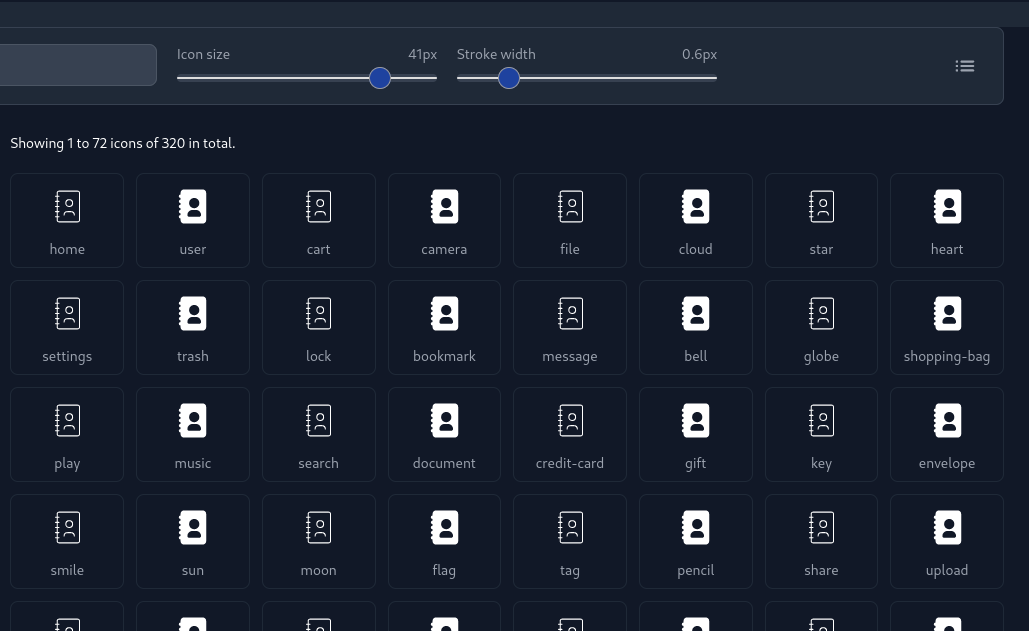 Icon size 41px Stroke width 0.6px
Showing 1 to 72 icons of 320 in total.
home user cart camera file cloud star heart
settings trash lock bookmark message bell globe shopping-bag
play music search document credit-card gift key envelope
smile sun moon flag tag pencil share upload